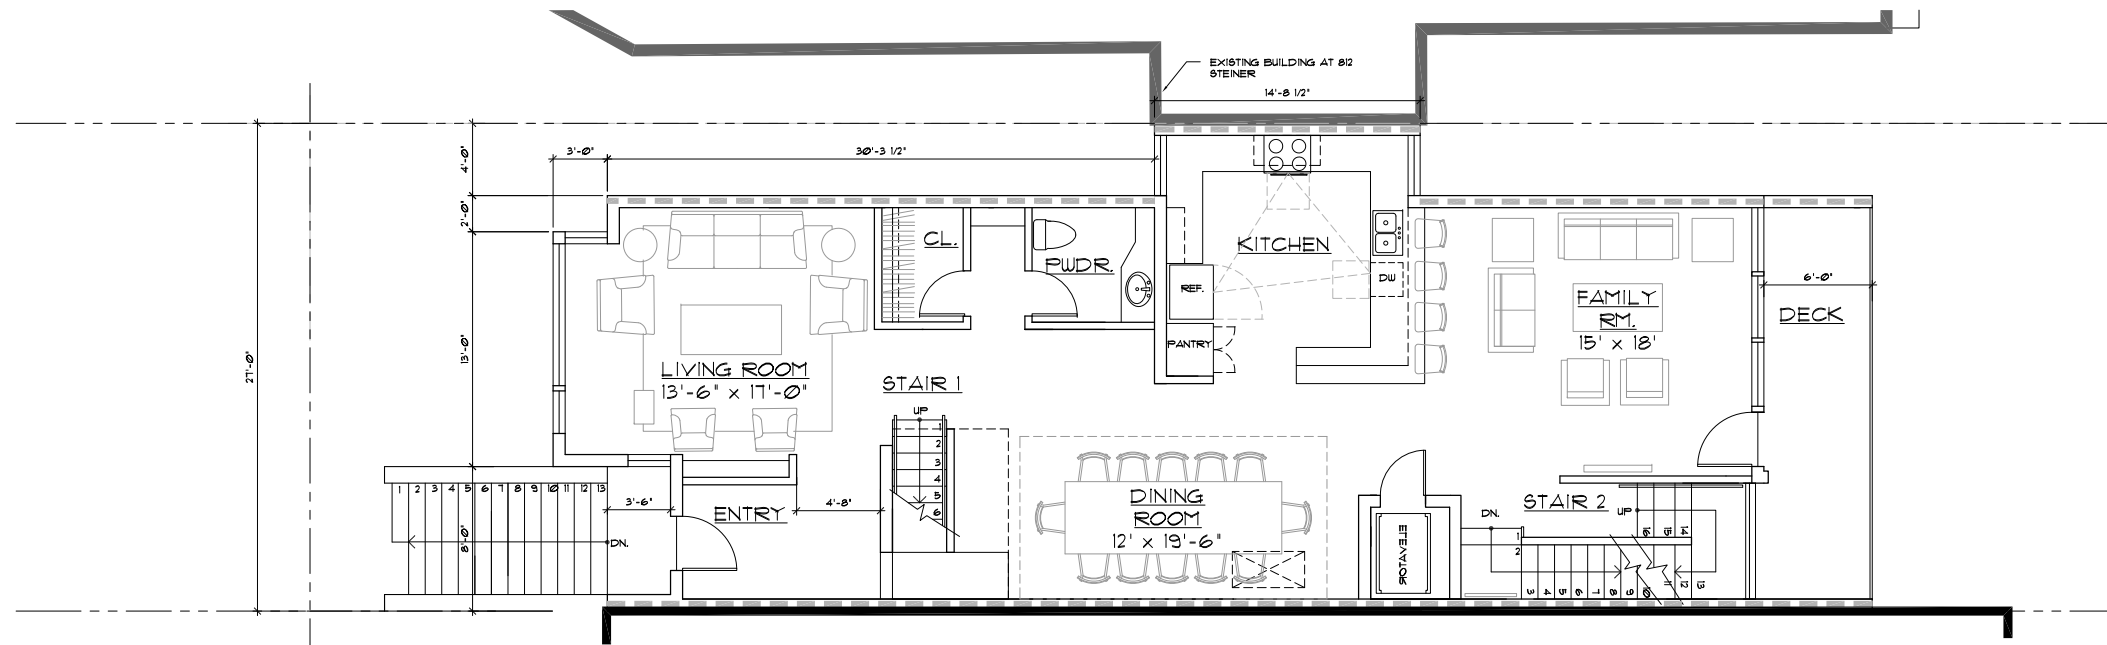 EXISTING BUILDING AT 812
STEINER
14'-8 1/2"
3'-0"
30'-3 1/2"
4'-0"
2'-0"
13'-0"
27'-0"
8'-0"
CL.
PWDR.
KITCHEN
REF.
DW
PANTRY
FAMILY
RM.
15' x 18'
6'-0"
DECK
LIVING ROOM
13'-6" x 17'-0"
STAIR 1
UP
1
2
3
4
5
6
1 2 3 4 5 6 7 8 9 10 11 12 13
3'-6"
DN.
ENTRY
4'-8"
DINING
ROOM
12' x 19'-6"
ELEVATOR
STAIR 2
DN.
UP
1
2
3 4 5 6 7 8 9 10 11 12 13
16 15 14